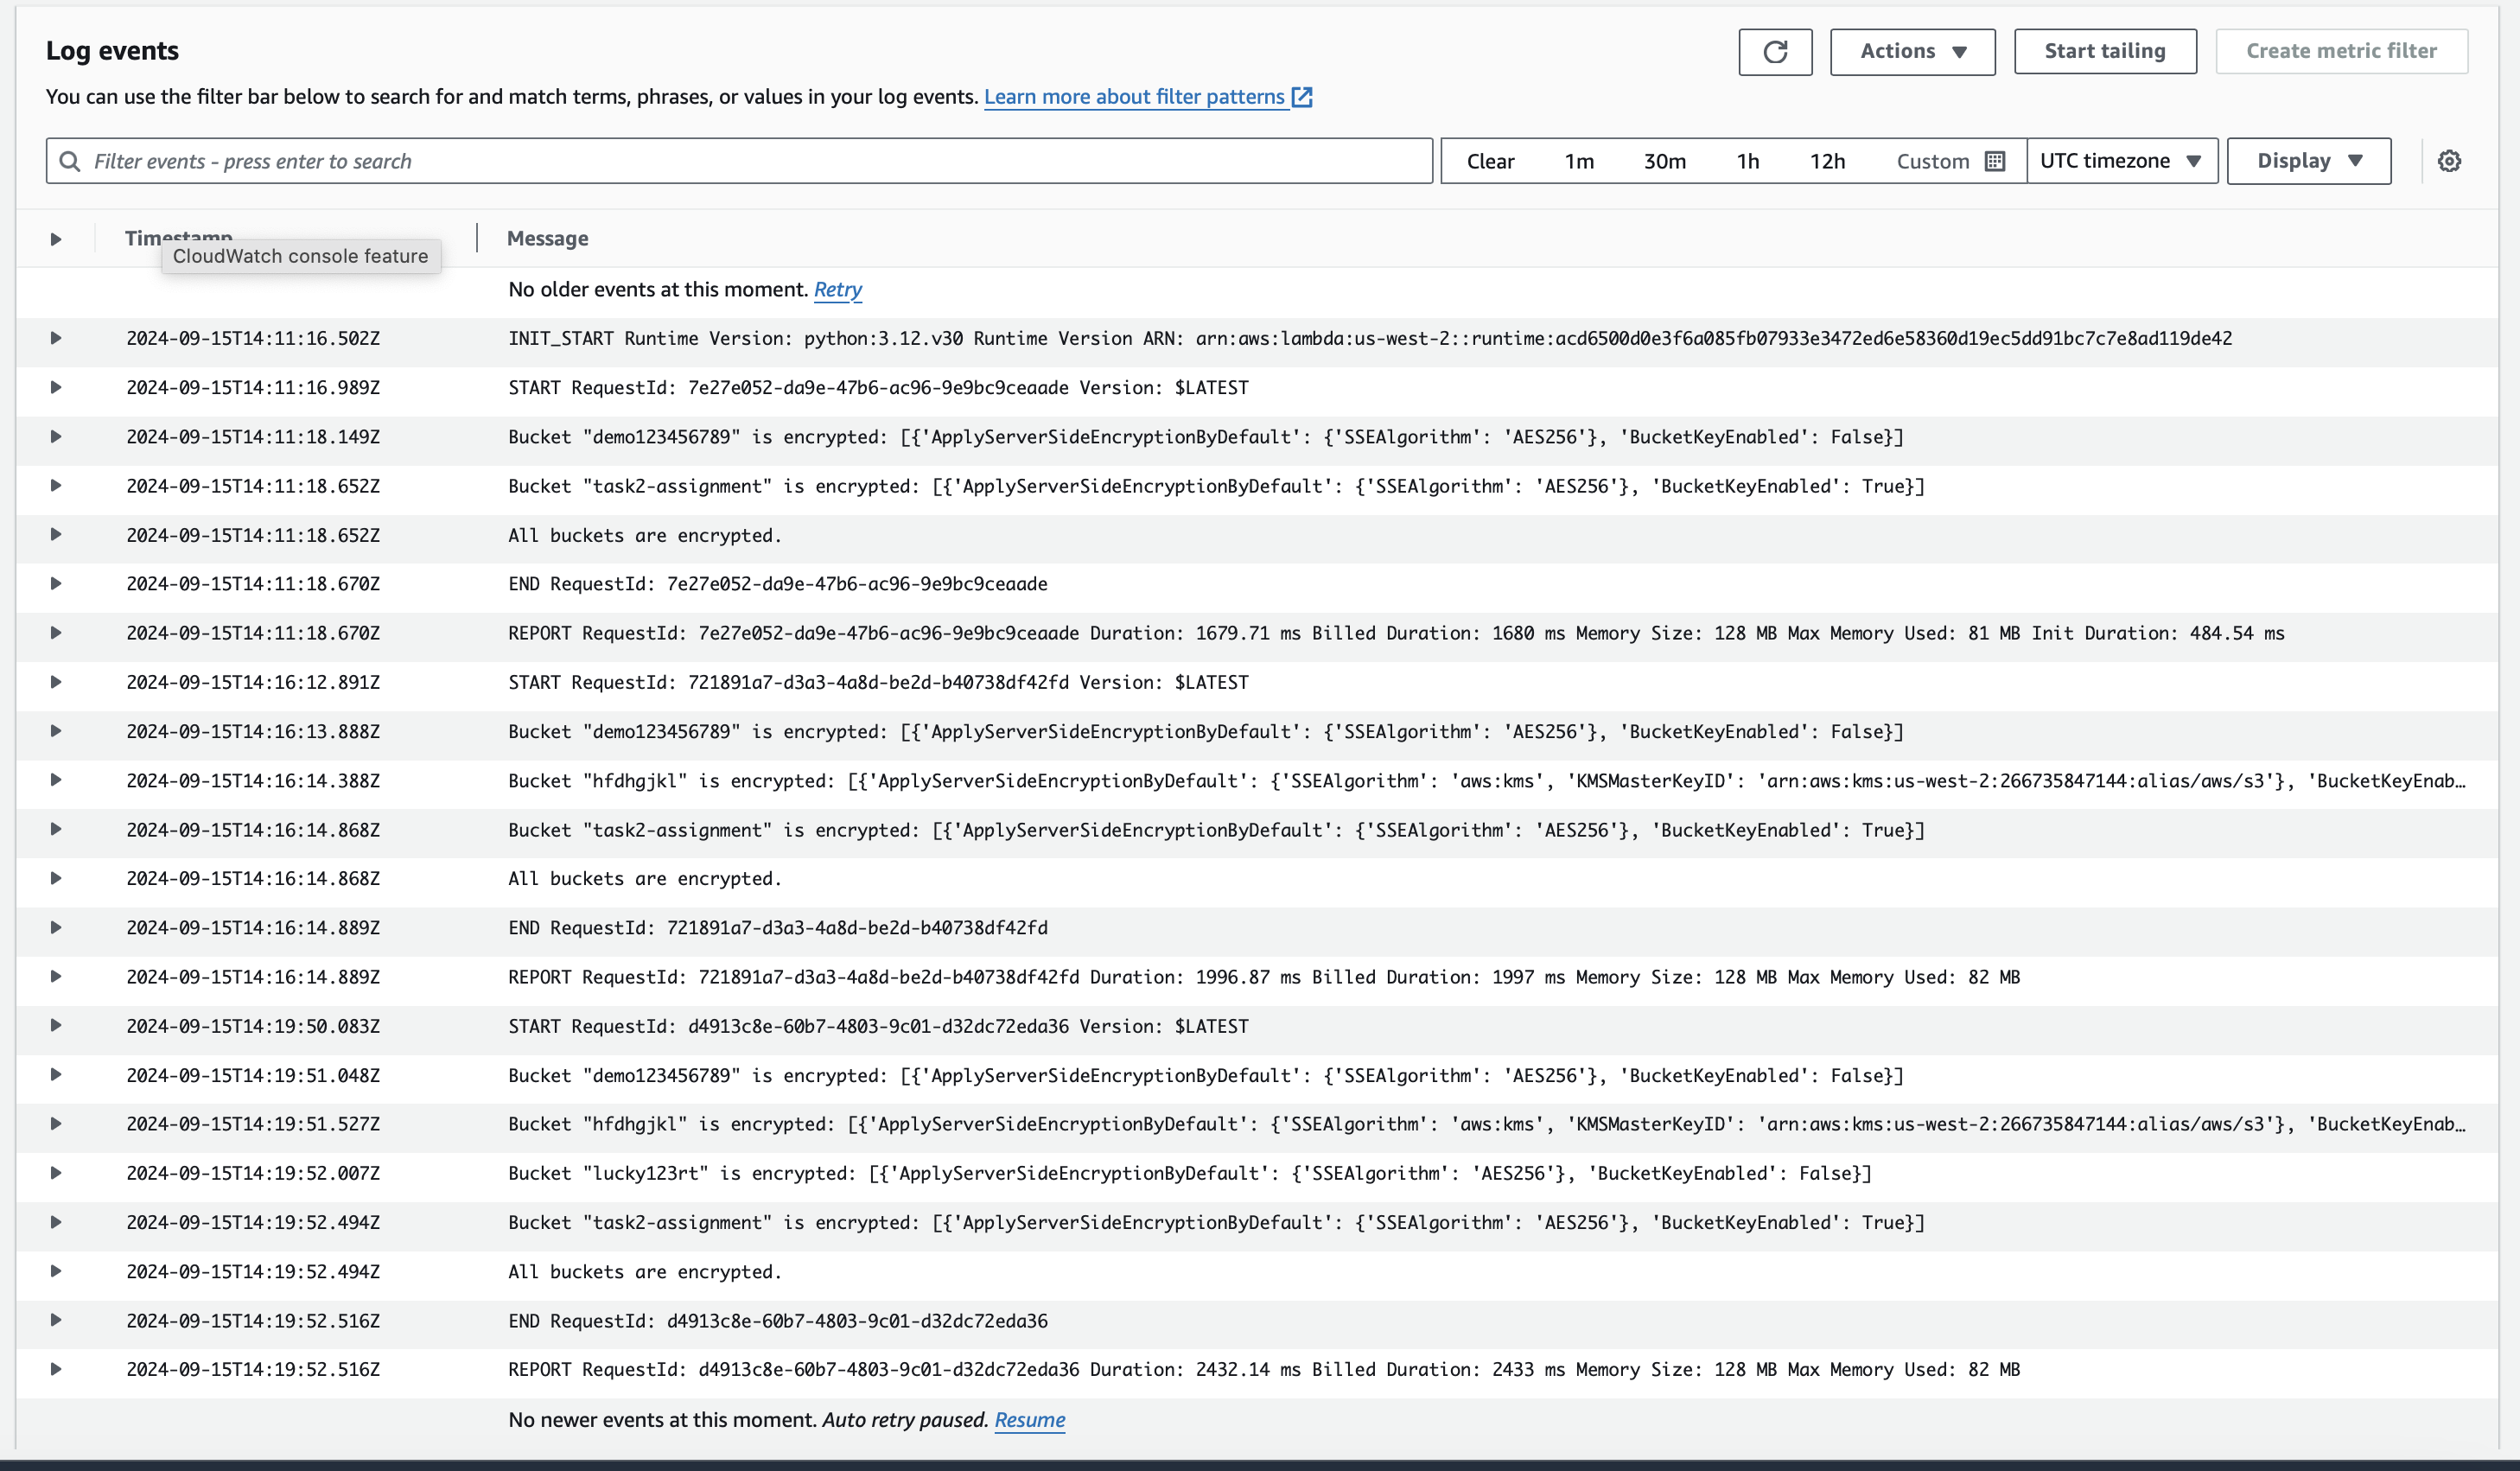 Log events
Actions
Start tailing
Create metric filter
You can use the filter bar below to search for and match terms, phrases, or values in your log events. Learn more about filter patterns
Filter events - press enter to search
Clear 1m 30m 1h 12h Custom UTC timezone Display
Timestamp Message
CloudWatch console feature
No older events at this moment. Retry
2024-09-15T14:11:16.502Z INIT_START Runtime Version: python:3.12.v30 Runtime Version ARN: arn:aws:lambda:us-west-2::runtime:acd6500d0e3f6a085fb07933e3472ed6e58360d19ec5dd91bc7c7e8ad119de42
2024-09-15T14:11:16.989Z START RequestId: 7e27e052-da9e-47b6-ac96-9e9bc9ceaade Version: $LATEST
2024-09-15T14:11:18.149Z Bucket "demo123456789" is encrypted: [{'ApplyServerSideEncryptionByDefault': {'SSEAlgorithm': 'AES256'}, 'BucketKeyEnabled': False}]
2024-09-15T14:11:18.652Z Bucket "task2-assignment" is encrypted: [{'ApplyServerSideEncryptionByDefault': {'SSEAlgorithm': 'AES256'}, 'BucketKeyEnabled': True}]
2024-09-15T14:11:18.652Z All buckets are encrypted.
2024-09-15T14:11:18.670Z END RequestId: 7e27e052-da9e-47b6-ac96-9e9bc9ceaade
2024-09-15T14:11:18.670Z REPORT RequestId: 7e27e052-da9e-47b6-ac96-9e9bc9ceaade Duration: 1679.71 ms Billed Duration: 1680 ms Memory Size: 128 MB Max Memory Used: 81 MB Init Duration: 484.54 ms
2024-09-15T14:16:12.891Z START RequestId: 721891a7-d3a3-4a8d-be2d-b40738df42fd Version: $LATEST
2024-09-15T14:16:13.888Z Bucket "demo123456789" is encrypted: [{'ApplyServerSideEncryptionByDefault': {'SSEAlgorithm': 'AES256'}, 'BucketKeyEnabled': False}]
2024-09-15T14:16:14.388Z Bucket "hfdhgjkl" is encrypted: [{'ApplyServerSideEncryptionByDefault': {'SSEAlgorithm': 'aws:kms', 'KMSMasterKeyID': 'arn:aws:kms:us-west-2:266735847144:alias/aws/s3'}, 'BucketKeyEnab…
2024-09-15T14:16:14.868Z Bucket "task2-assignment" is encrypted: [{'ApplyServerSideEncryptionByDefault': {'SSEAlgorithm': 'AES256'}, 'BucketKeyEnabled': True}]
2024-09-15T14:16:14.868Z All buckets are encrypted.
2024-09-15T14:16:14.889Z END RequestId: 721891a7-d3a3-4a8d-be2d-b40738df42fd
2024-09-15T14:16:14.889Z REPORT RequestId: 721891a7-d3a3-4a8d-be2d-b40738df42fd Duration: 1996.87 ms Billed Duration: 1997 ms Memory Size: 128 MB Max Memory Used: 82 MB
2024-09-15T14:19:50.083Z START RequestId: d4913c8e-60b7-4803-9c01-d32dc72eda36 Version: $LATEST
2024-09-15T14:19:51.048Z Bucket "demo123456789" is encrypted: [{'ApplyServerSideEncryptionByDefault': {'SSEAlgorithm': 'AES256'}, 'BucketKeyEnabled': False}]
2024-09-15T14:19:51.527Z Bucket "hfdhgjkl" is encrypted: [{'ApplyServerSideEncryptionByDefault': {'SSEAlgorithm': 'aws:kms', 'KMSMasterKeyID': 'arn:aws:kms:us-west-2:266735847144:alias/aws/s3'}, 'BucketKeyEnab…
2024-09-15T14:19:52.007Z Bucket "lucky123rt" is encrypted: [{'ApplyServerSideEncryptionByDefault': {'SSEAlgorithm': 'AES256'}, 'BucketKeyEnabled': False}]
2024-09-15T14:19:52.494Z Bucket "task2-assignment" is encrypted: [{'ApplyServerSideEncryptionByDefault': {'SSEAlgorithm': 'AES256'}, 'BucketKeyEnabled': True}]
2024-09-15T14:19:52.494Z All buckets are encrypted.
2024-09-15T14:19:52.516Z END RequestId: d4913c8e-60b7-4803-9c01-d32dc72eda36
2024-09-15T14:19:52.516Z REPORT RequestId: d4913c8e-60b7-4803-9c01-d32dc72eda36 Duration: 2432.14 ms Billed Duration: 2433 ms Memory Size: 128 MB Max Memory Used: 82 MB
No newer events at this moment. Auto retry paused. Resume